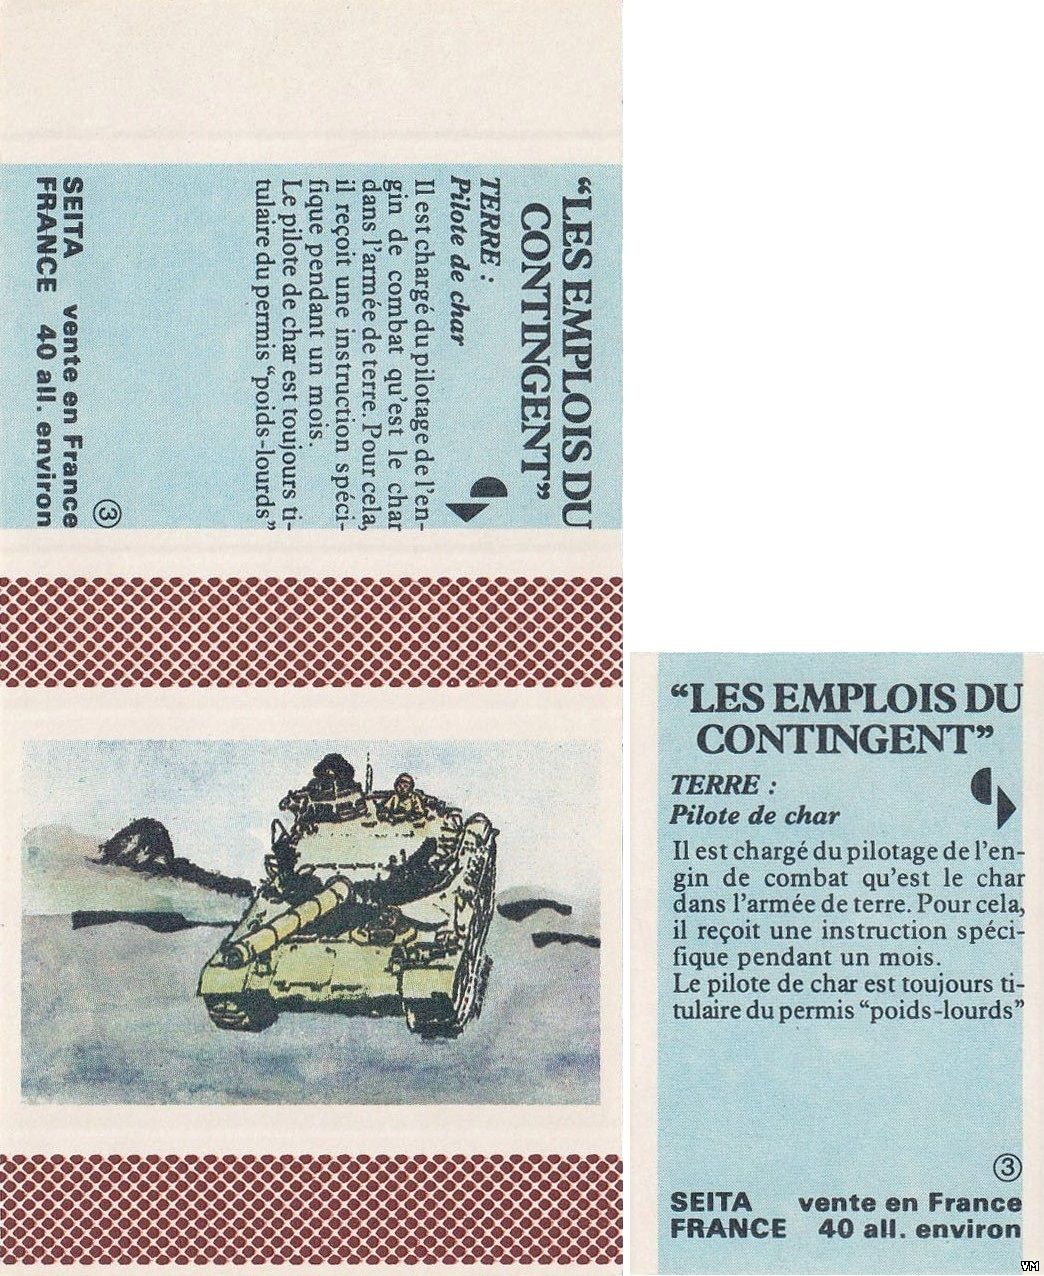 “LES EMPLOIS DU
CONTINGENT”
TERRE :
Pilote de char
Il est chargé du pilotage de l'en-
gin de combat qu'est le char
dans l'armée de terre. Pour cela,
il reçoit une instruction spéci-
fique pendant un mois.
Le pilote de char est toujours ti-
tulaire du permis “poids-lourds”
3
SEITA vente en France
FRANCE 40 all. environ
“LES EMPLOIS DU
CONTINGENT”
TERRE :
Pilote de char
Il est chargé du pilotage de l'en-
gin de combat qu'est le char
dans l'armée de terre. Pour cela,
il reçoit une instruction spéci-
fique pendant un mois.
Le pilote de char est toujours ti-
tulaire du permis “poids-lourds”
3
SEITA vente en France
FRANCE 40 all. environ
VM